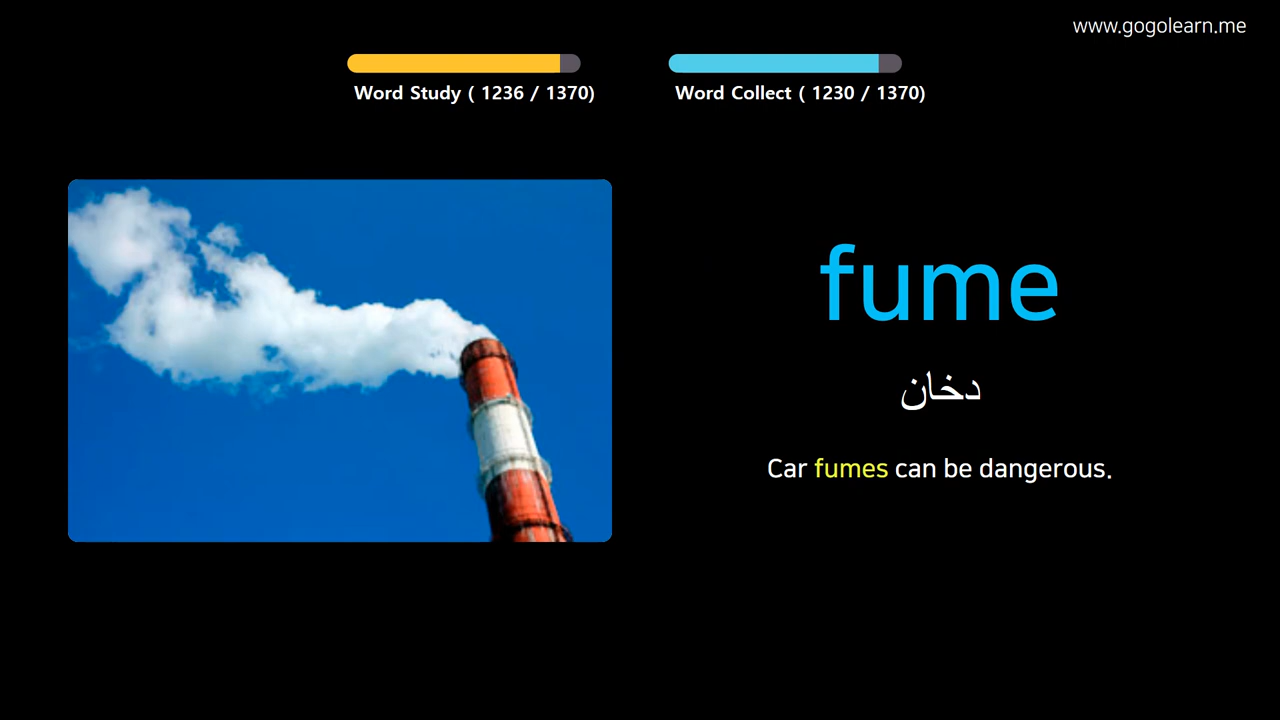 www.gogolearn.me
Word Study ( 1236 / 1370)
Word Collect ( 1230 / 1370)
fume
دخان
Car fumes can be dangerous.